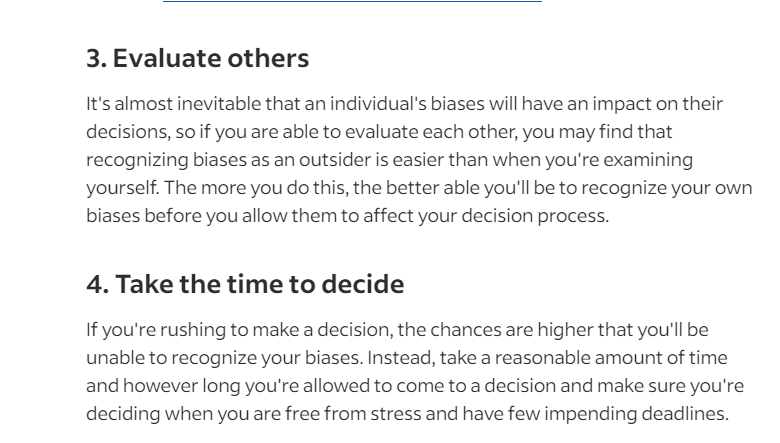 3. Evaluate others
It's almost inevitable that an individual's biases will have an impact on their
decisions, so if you are able to evaluate each other, you may find that
recognizing biases as an outsider is easier than when you're examining
yourself. The more you do this, the better able you'll be to recognize your own
biases before you allow them to affect your decision process.
4. Take the time to decide
If you're rushing to make a decision, the chances are higher that you'll be
unable to recognize your biases. Instead, take a reasonable amount of time
and however long you're allowed to come to a decision and make sure you're
deciding when you are free from stress and have few impending deadlines.